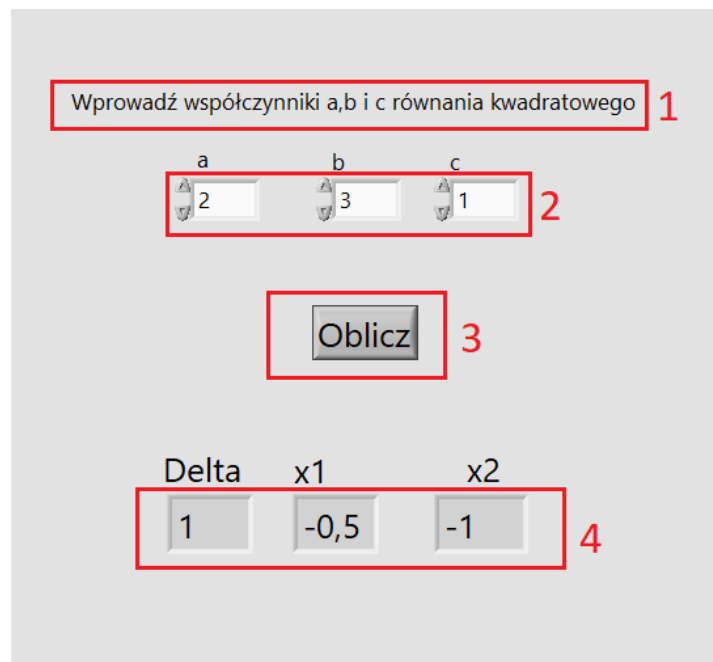 Wprowadź współczynniki a,b i c równania kwadratowego 1
a b c
2 3 1 2
Oblicz 3
Delta x1 x2
1 -0,5 -1 4